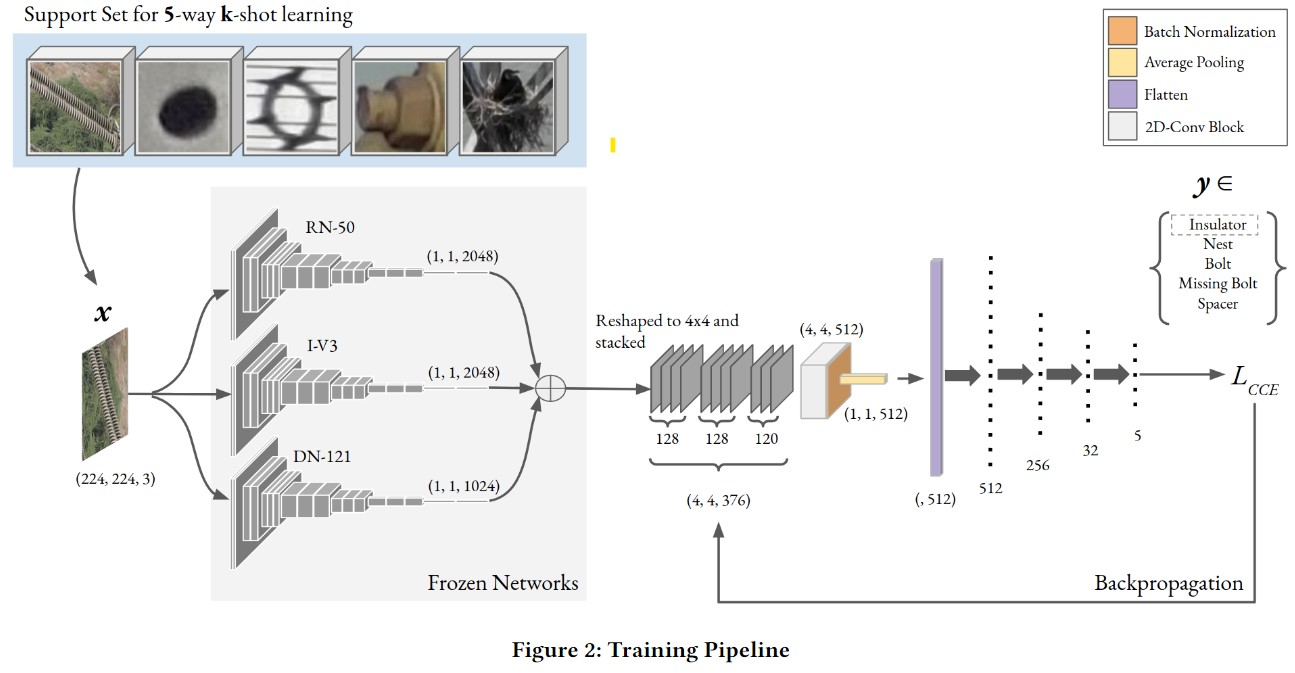 Support Set for 5-way k-shot learning
Batch Normalization
Average Pooling
Flatten
2D-Conv Block
y ∈
Insulator
Nest
Bolt
Missing Bolt
Spacer
RN-50
(1, 1, 2048)
I-V3
(1, 1, 2048)
DN-121
(1, 1, 1024)
Frozen Networks
x
(224, 224, 3)
Reshaped to 4x4 and
stacked
128
128
120
(4, 4, 376)
(4, 4, 512)
(1, 1, 512)
(, 512)
512
256
32
5
L CCE
Backpropagation
Figure 2: Training Pipeline